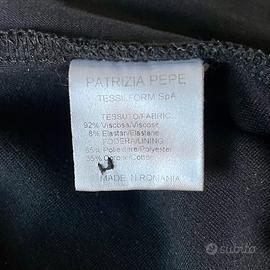 PATRIZIA PEPE
TESSILFORM SpA
TESSUTO/FABRIC
92% Viscosa/Viscose
8% Elastan/Elastane
FODERA/LINING
65% Poliestere/Polyester
35% Cotone/Cotton
MADE IN ROMANIA
subito